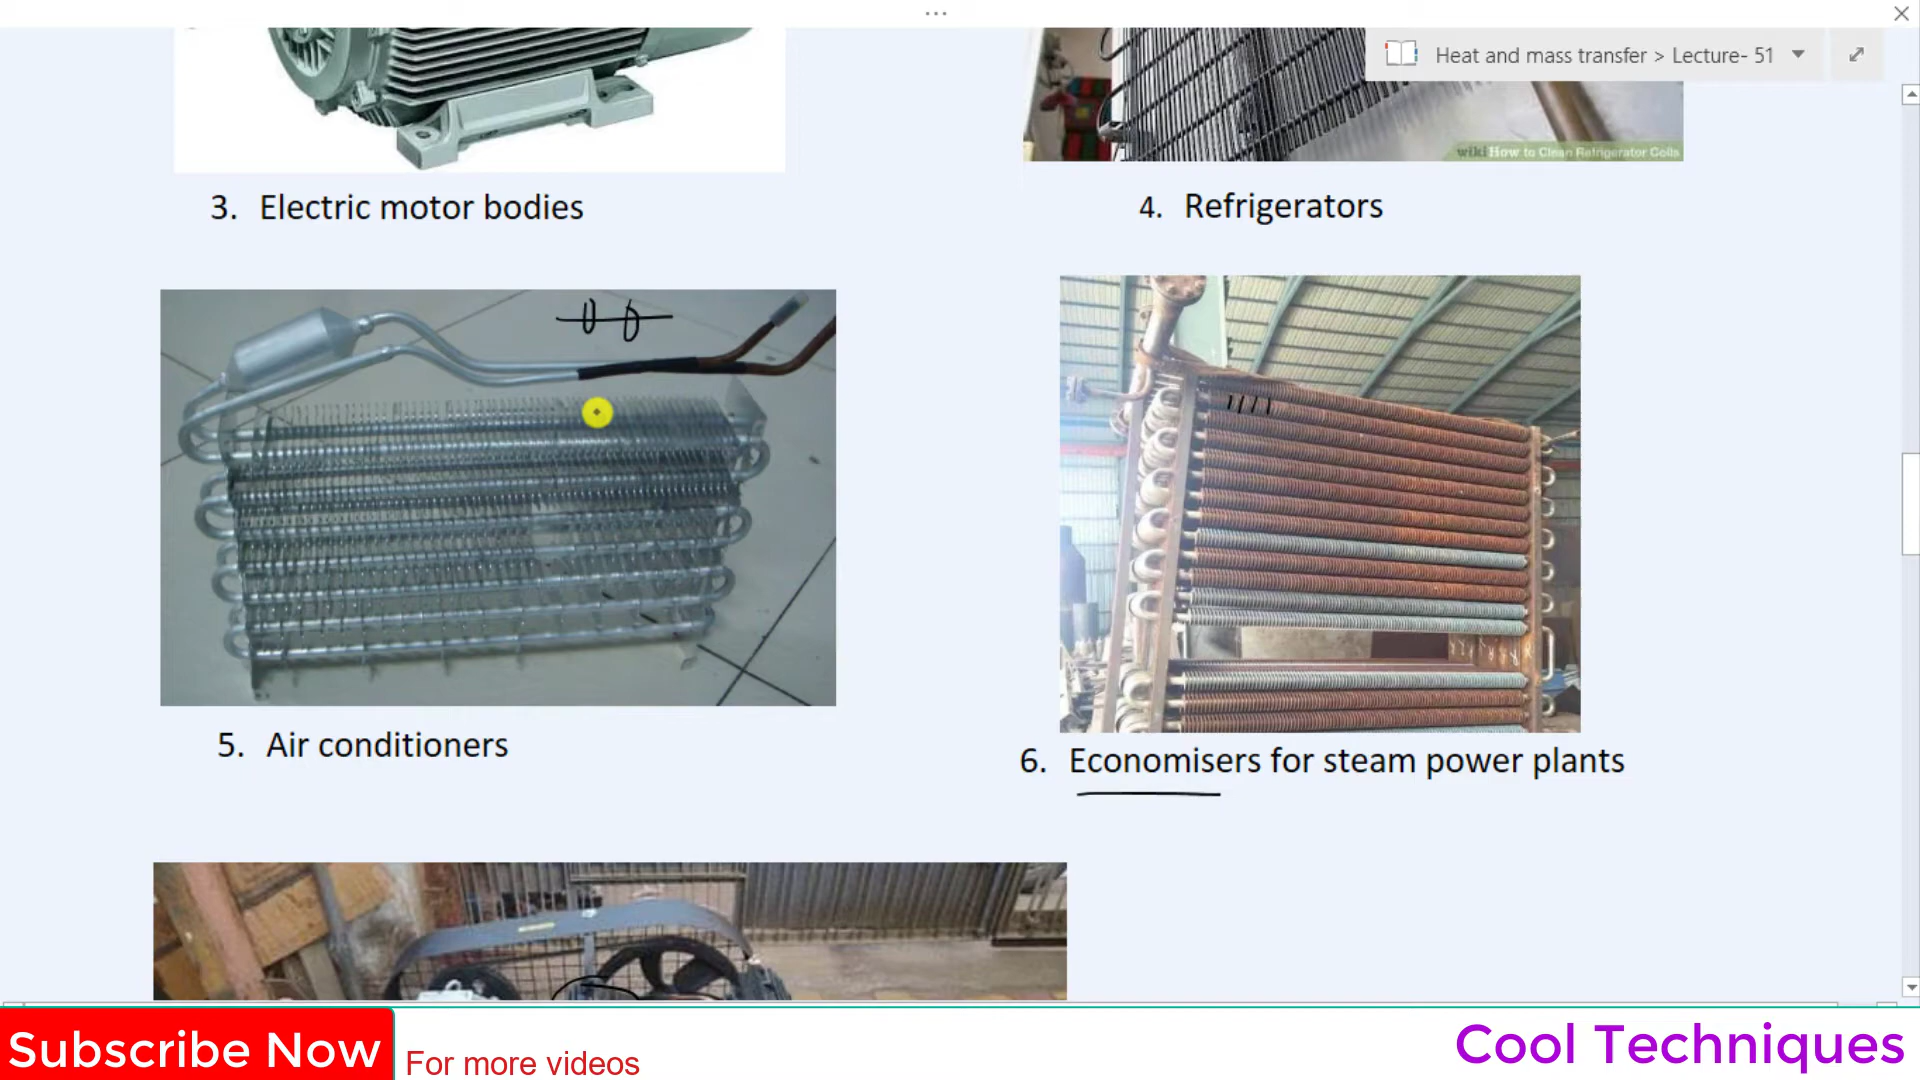 Heat and mass transfer > Lecture- 51
wikiHow to Clean Refrigerator Coils
3. Electric motor bodies
4. Refrigerators
5. Air conditioners
6. Economisers for steam power plants
Subscribe Now
For more videos
Cool Techniques